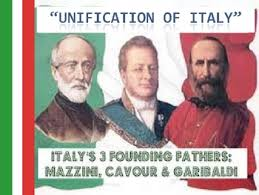 “UNIFICATION OF ITALY”
ITALY'S 3 FOUNDING FATHERS;
MAZZINI, CAVOUR & GARIBALDI